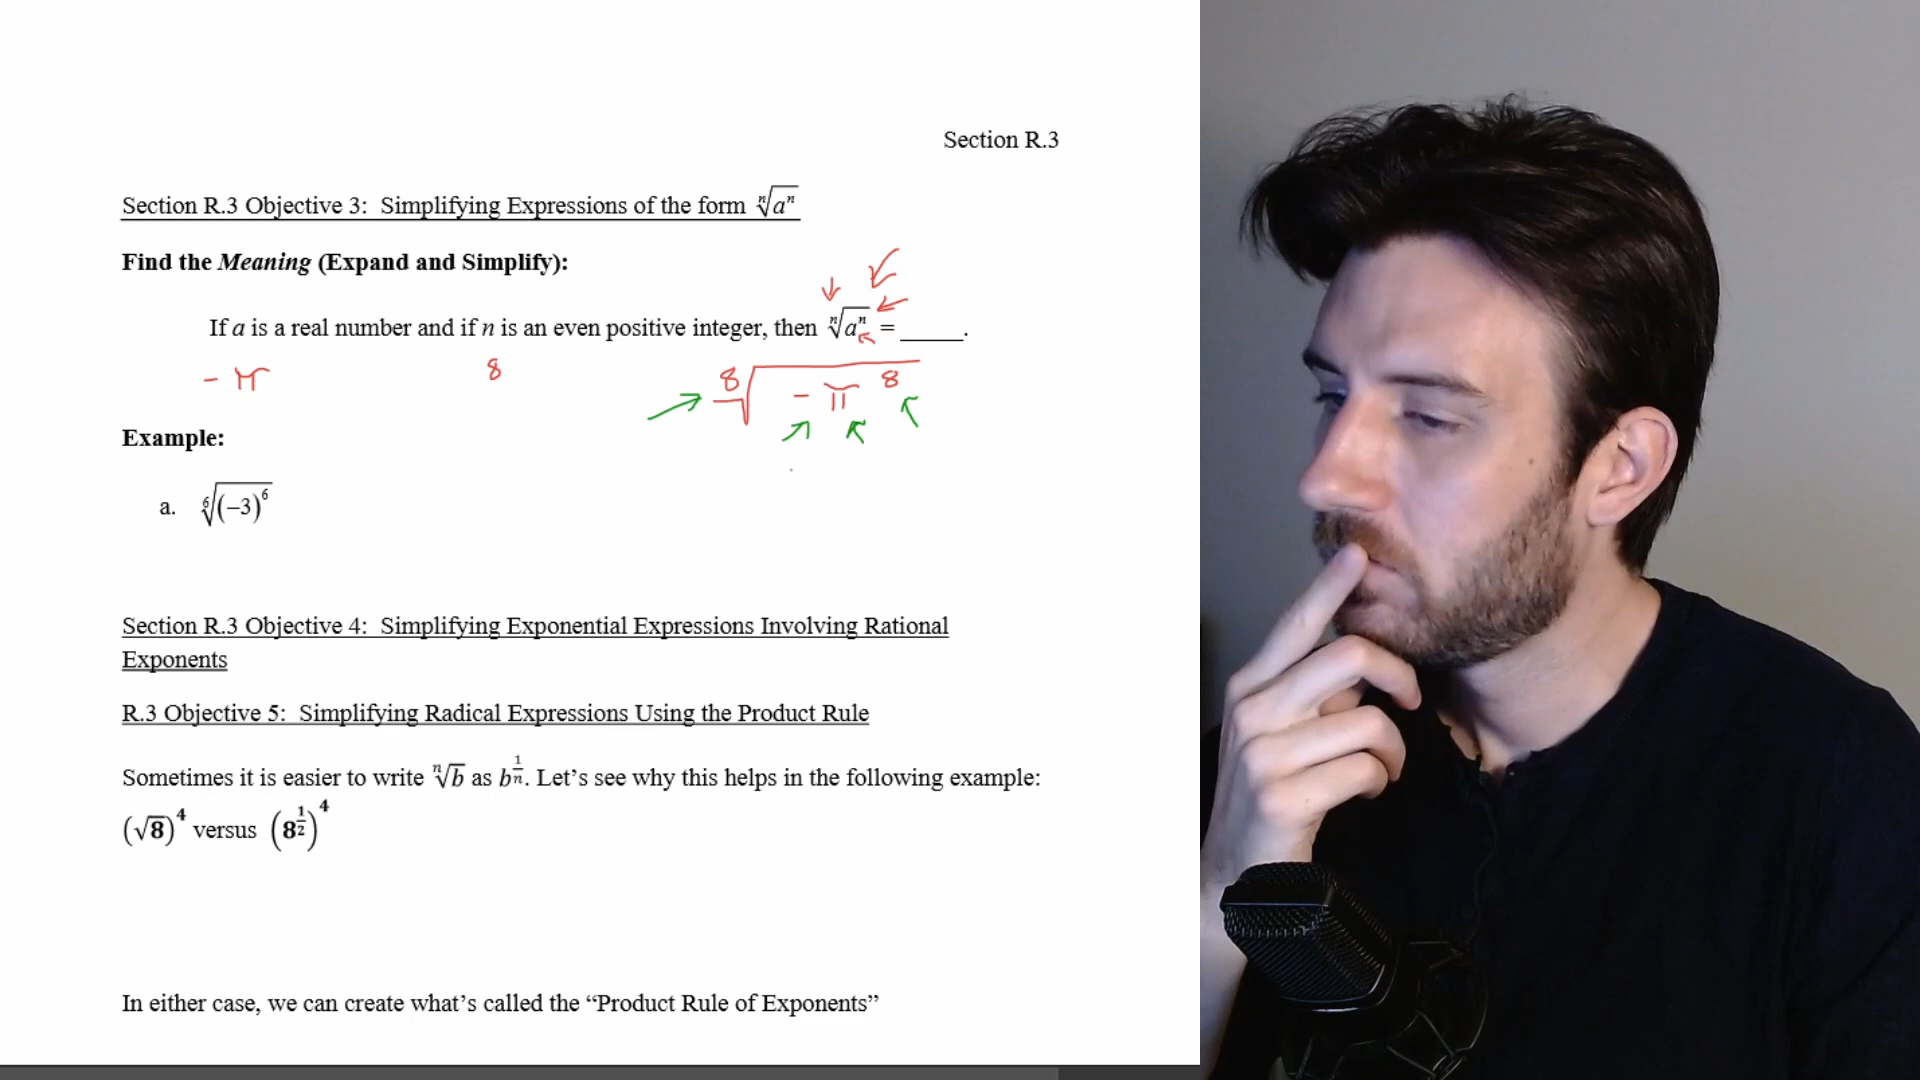 Section R.3
Section R.3 Objective 3: Simplifying Expressions of the form ⁿ√aⁿ
Find the Meaning (Expand and Simplify):
If a is a real number and if n is an even positive integer, then ⁿ√aⁿ = _____.
- π 8 ⁸√-π⁸
Example:
a. ⁶√(−3)⁶
Section R.3 Objective 4: Simplifying Exponential Expressions Involving Rational
Exponents
R.3 Objective 5: Simplifying Radical Expressions Using the Product Rule
Sometimes it is easier to write ⁿ√b as b^(1/n). Let’s see why this helps in the following example:
(√8)⁴ versus (8^(1/2))⁴
In either case, we can create what’s called the “Product Rule of Exponents”